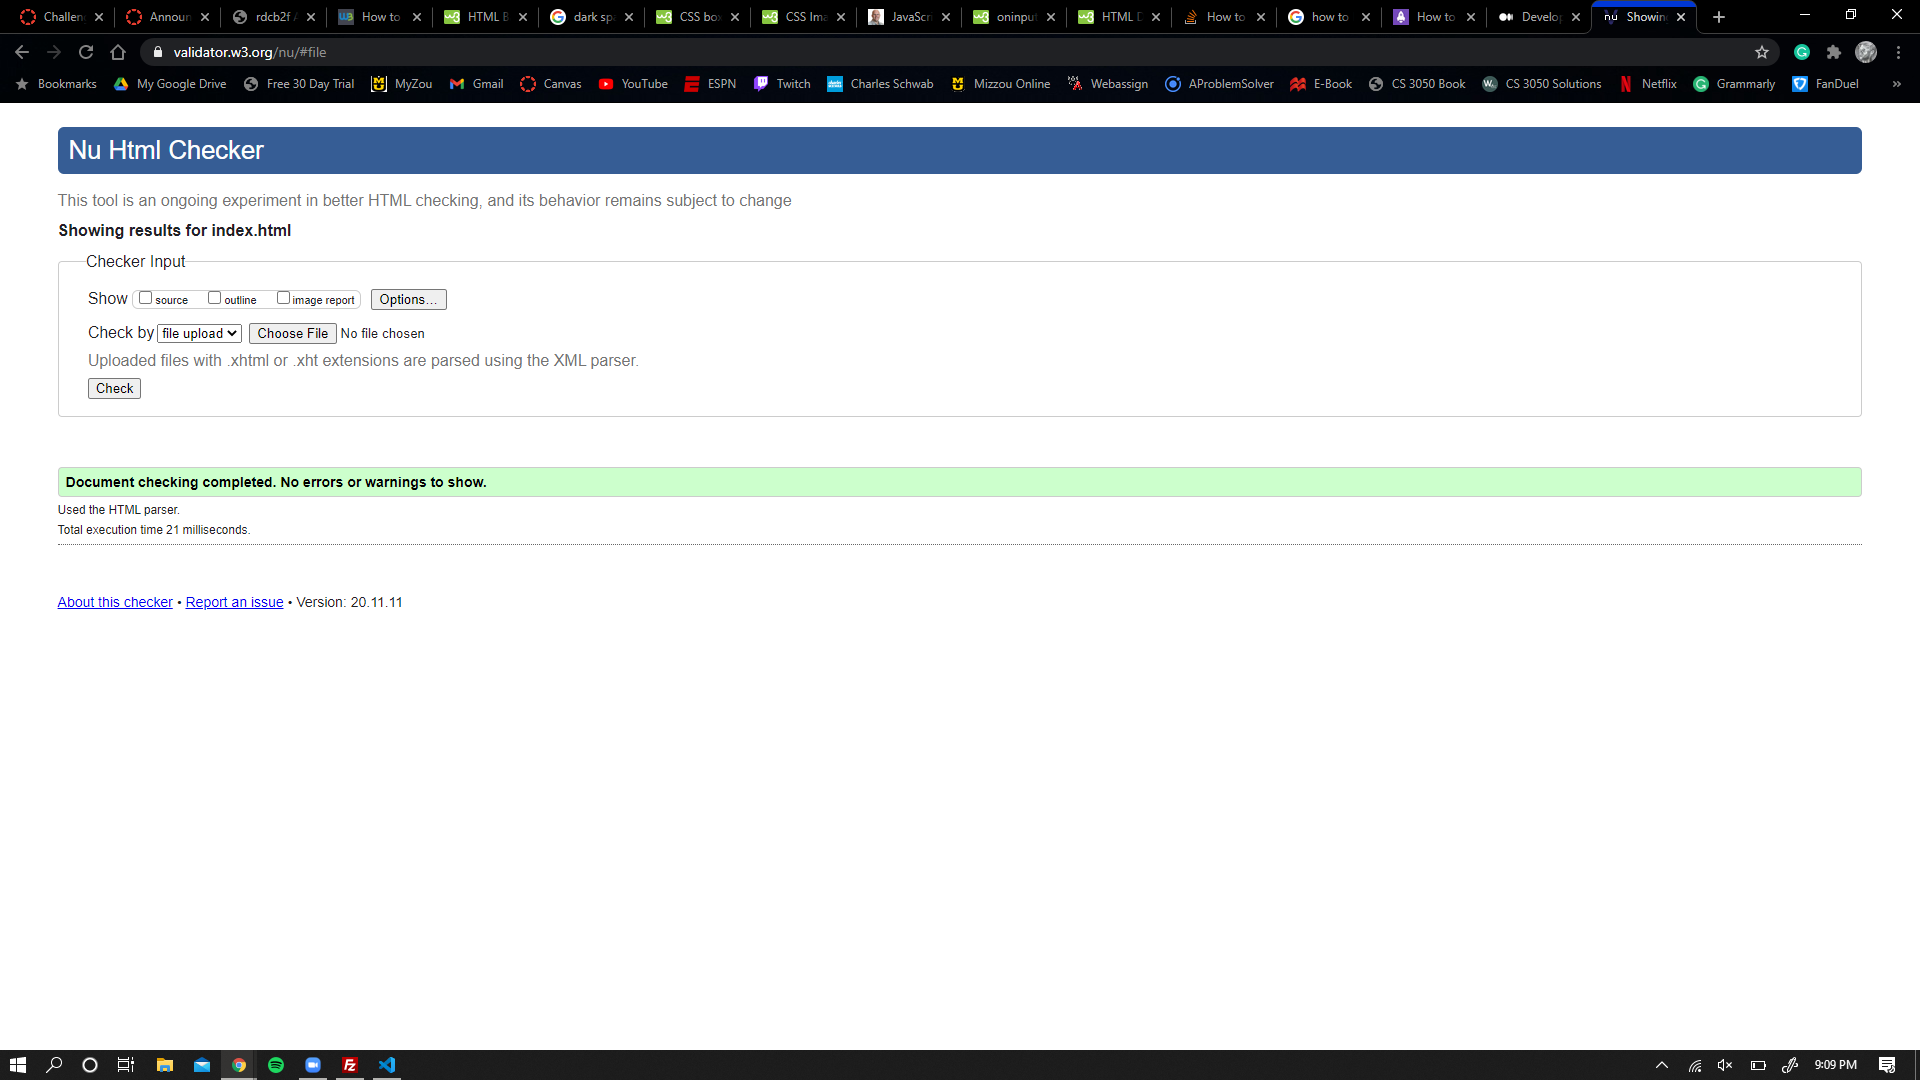 Challen
Announ
rdcb2f
How to
HTML B
dark spa
CSS box
CSS Ima
JavaScri
oninput
HTML D
How to
how to
How to
Develop
Showin
validator.w3.org/nu/#file
Bookmarks My Google Drive Free 30 Day Trial MyZou Gmail Canvas YouTube ESPN Twitch Charles Schwab Mizzou Online Webassign AProblemSolver E-Book CS 3050 Book CS 3050 Solutions Netflix Grammarly FanDuel »
Nu Html Checker
This tool is an ongoing experiment in better HTML checking, and its behavior remains subject to change
Showing results for index.html
Checker Input
Show source outline image report Options...
Check by file upload Choose File No file chosen
Uploaded files with .xhtml or .xht extensions are parsed using the XML parser.
Check
Document checking completed. No errors or warnings to show.
Used the HTML parser.
Total execution time 21 milliseconds.
About this checker • Report an issue • Version: 20.11.11
9:09 PM